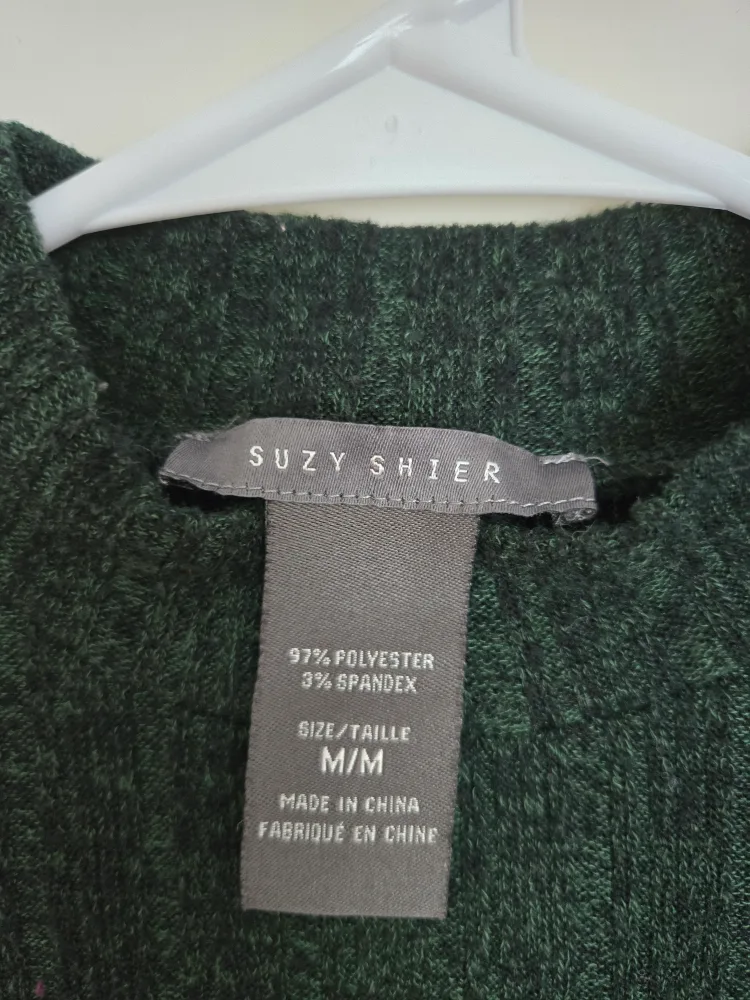 SUZY SHIER
97% POLYESTER
3% SPANDEX
SIZE/TAILLE
M/M
MADE IN CHINA
FABRIQUÉ EN CHINE